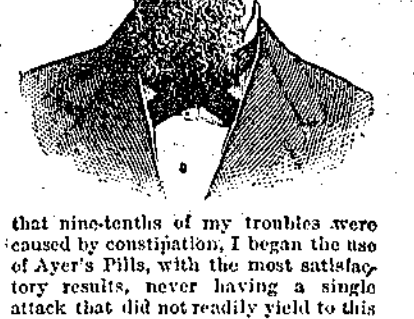 that nine-tenths of my troubles were
caused by constipation, I began the use
of Ayer's Pills, with the most satisfac-
tory results, never having a single
attack that did not readily yield to this